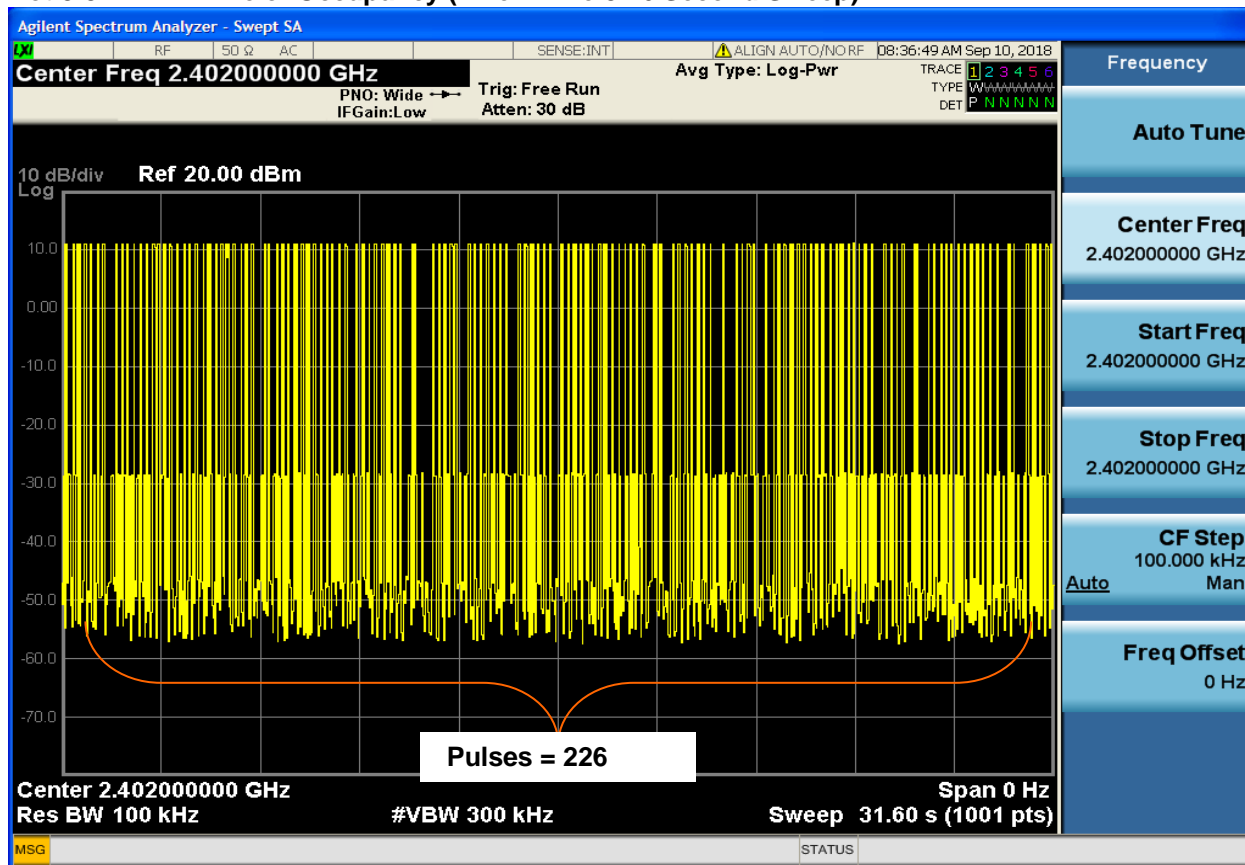 Agilent Spectrum Analyzer - Swept SA
LXI RF 50 Ω AC SENSE:INT ALIGN AUTO/NO RF 08:36:49 AM Sep 10, 2018
Center Freq 2.402000000 GHz
PNO: Wide
IFGain:Low
Trig: Free Run
Atten: 30 dB
Avg Type: Log-Pwr
TRACE 1 2 3 4 5 6
TYPE WWWWWW
DET P N N N N N
10 dB/div Ref 20.00 dBm
Log
10.0
0.00
-10.0
-20.0
-30.0
-40.0
-50.0
-60.0
-70.0
Pulses = 226
Center 2.402000000 GHz Span 0 Hz
Res BW 100 kHz #VBW 300 kHz Sweep 31.60 s (1001 pts)
MSG STATUS
Frequency
Auto Tune
Center Freq
2.402000000 GHz
Start Freq
2.402000000 GHz
Stop Freq
2.402000000 GHz
CF Step
100.000 kHz
Auto Man
Freq Offset
0 Hz